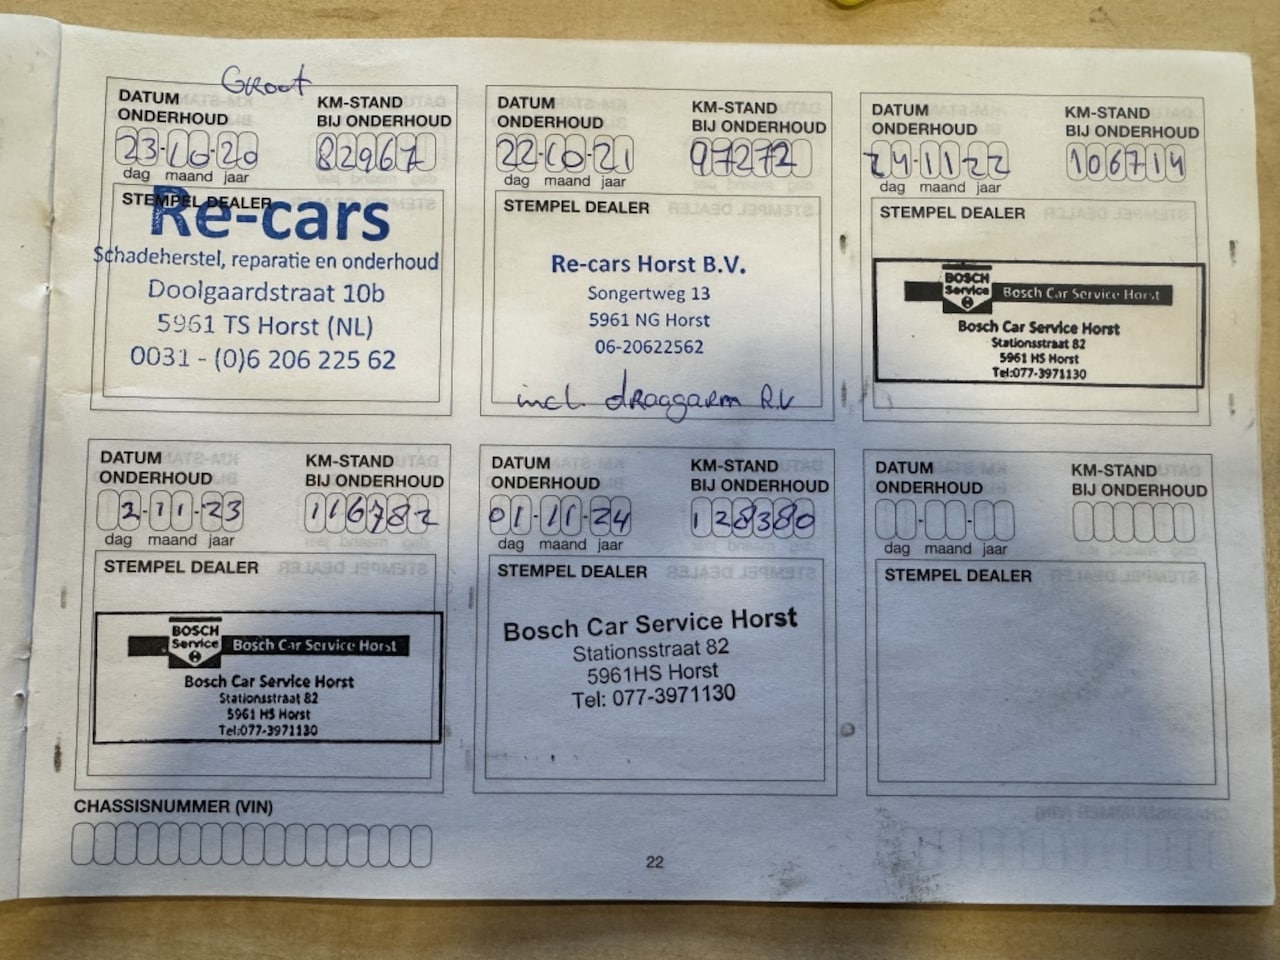 Groot
DATUM ONDERHOUD
KM-STAND BIJ ONDERHOUD
23-10-20
82967
dag maand jaar
STEMPEL DEALER
Re-cars
Schadeherstel, reparatie en onderhoud
Doolgaardstraat 10b
5961 TS Horst (NL)
0031 - (0)6 206 225 62
DATUM ONDERHOUD
KM-STAND BIJ ONDERHOUD
22-10-21
97272
dag maand jaar
STEMPEL DEALER
Re-cars Horst B.V.
Songertweg 13
5961 NG Horst
06-20622562
incl. draagarm R.V
DATUM ONDERHOUD
KM-STAND BIJ ONDERHOUD
24-11-22
106714
dag maand jaar
STEMPEL DEALER
BOSCH
Service
Bosch Car Service Horst
Bosch Car Service Horst
Stationsstraat 82
5961 HS Horst
Tel:077-3971130
DATUM ONDERHOUD
KM-STAND BIJ ONDERHOUD
2-11-23
116782
dag maand jaar
STEMPEL DEALER
BOSCH
Service
Bosch Car Service Horst
Bosch Car Service Horst
Stationsstraat 82
5961 HS Horst
Tel:077-3971130
DATUM ONDERHOUD
KM-STAND BIJ ONDERHOUD
01-11-24
128380
dag maand jaar
STEMPEL DEALER
Bosch Car Service Horst
Stationsstraat 82
5961HS Horst
Tel: 077-3971130
DATUM ONDERHOUD
KM-STAND BIJ ONDERHOUD
dag maand jaar
STEMPEL DEALER
CHASSISNUMMER (VIN)
22